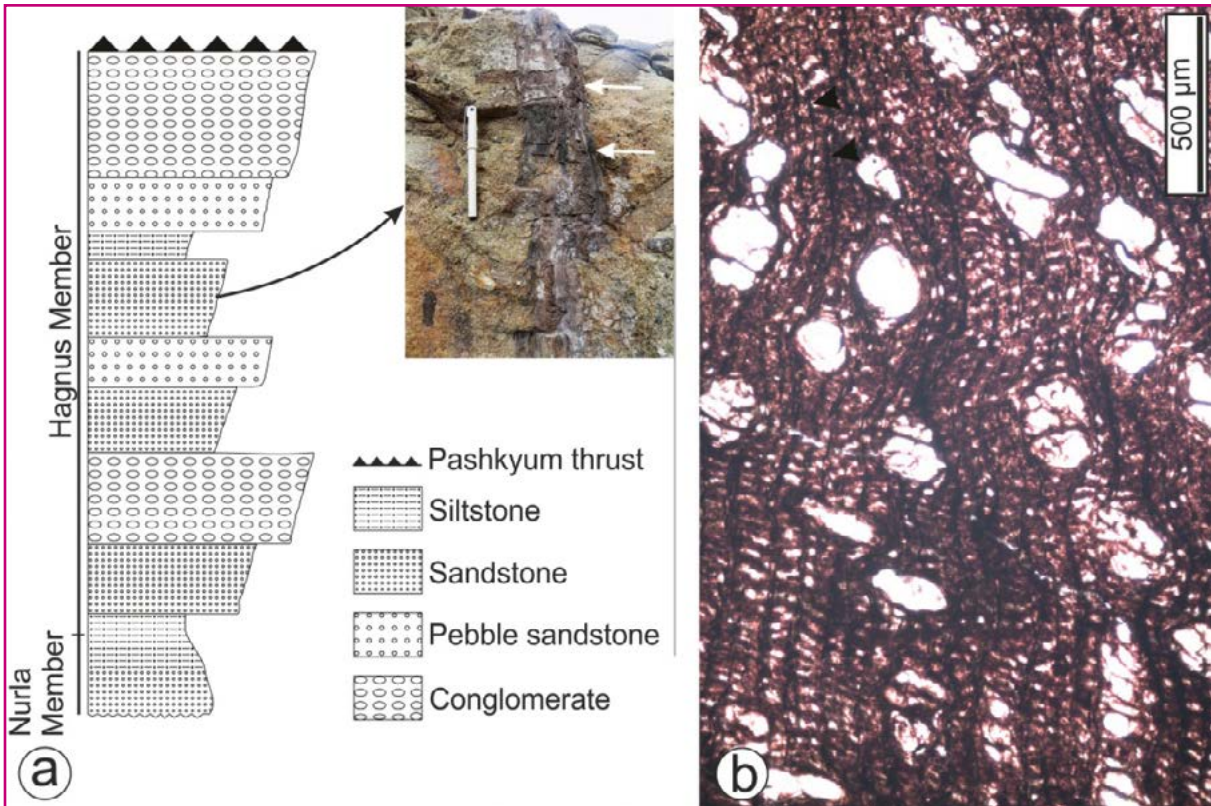 Hagnus Member
Nurla
Member
Pashkyum thrust
Siltstone
Sandstone
Pebble sandstone
Conglomerate
a
500 µm
b